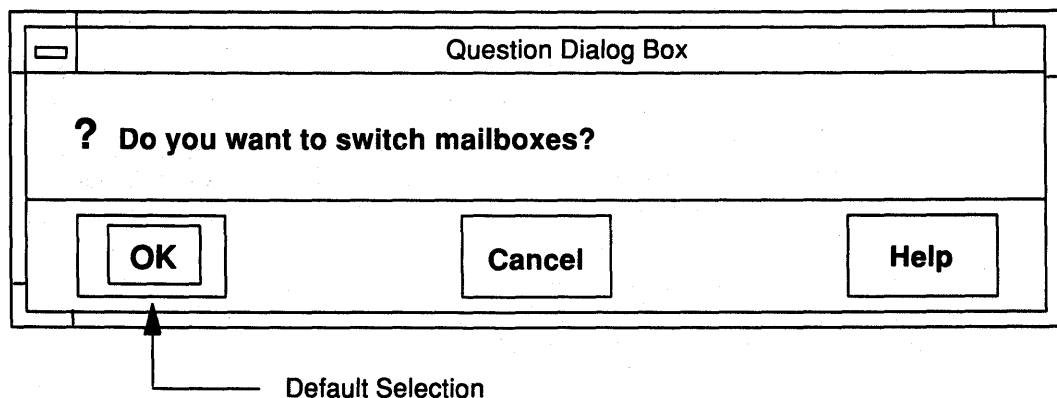 Question Dialog Box
? Do you want to switch mailboxes?
OK Cancel Help
Default Selection